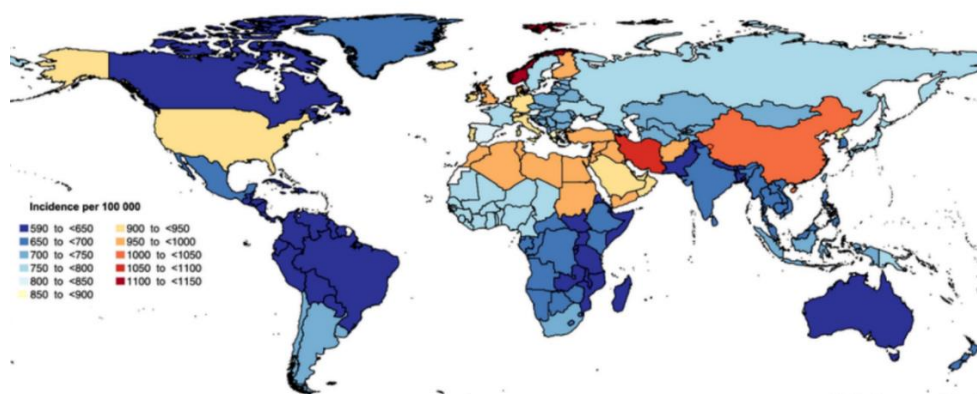 Incidence per 100 000
590 to <650
650 to <700
700 to <750
750 to <800
800 to <850
850 to <900
900 to <950
950 to <1000
1000 to <1050
1050 to <1100
1100 to <1150